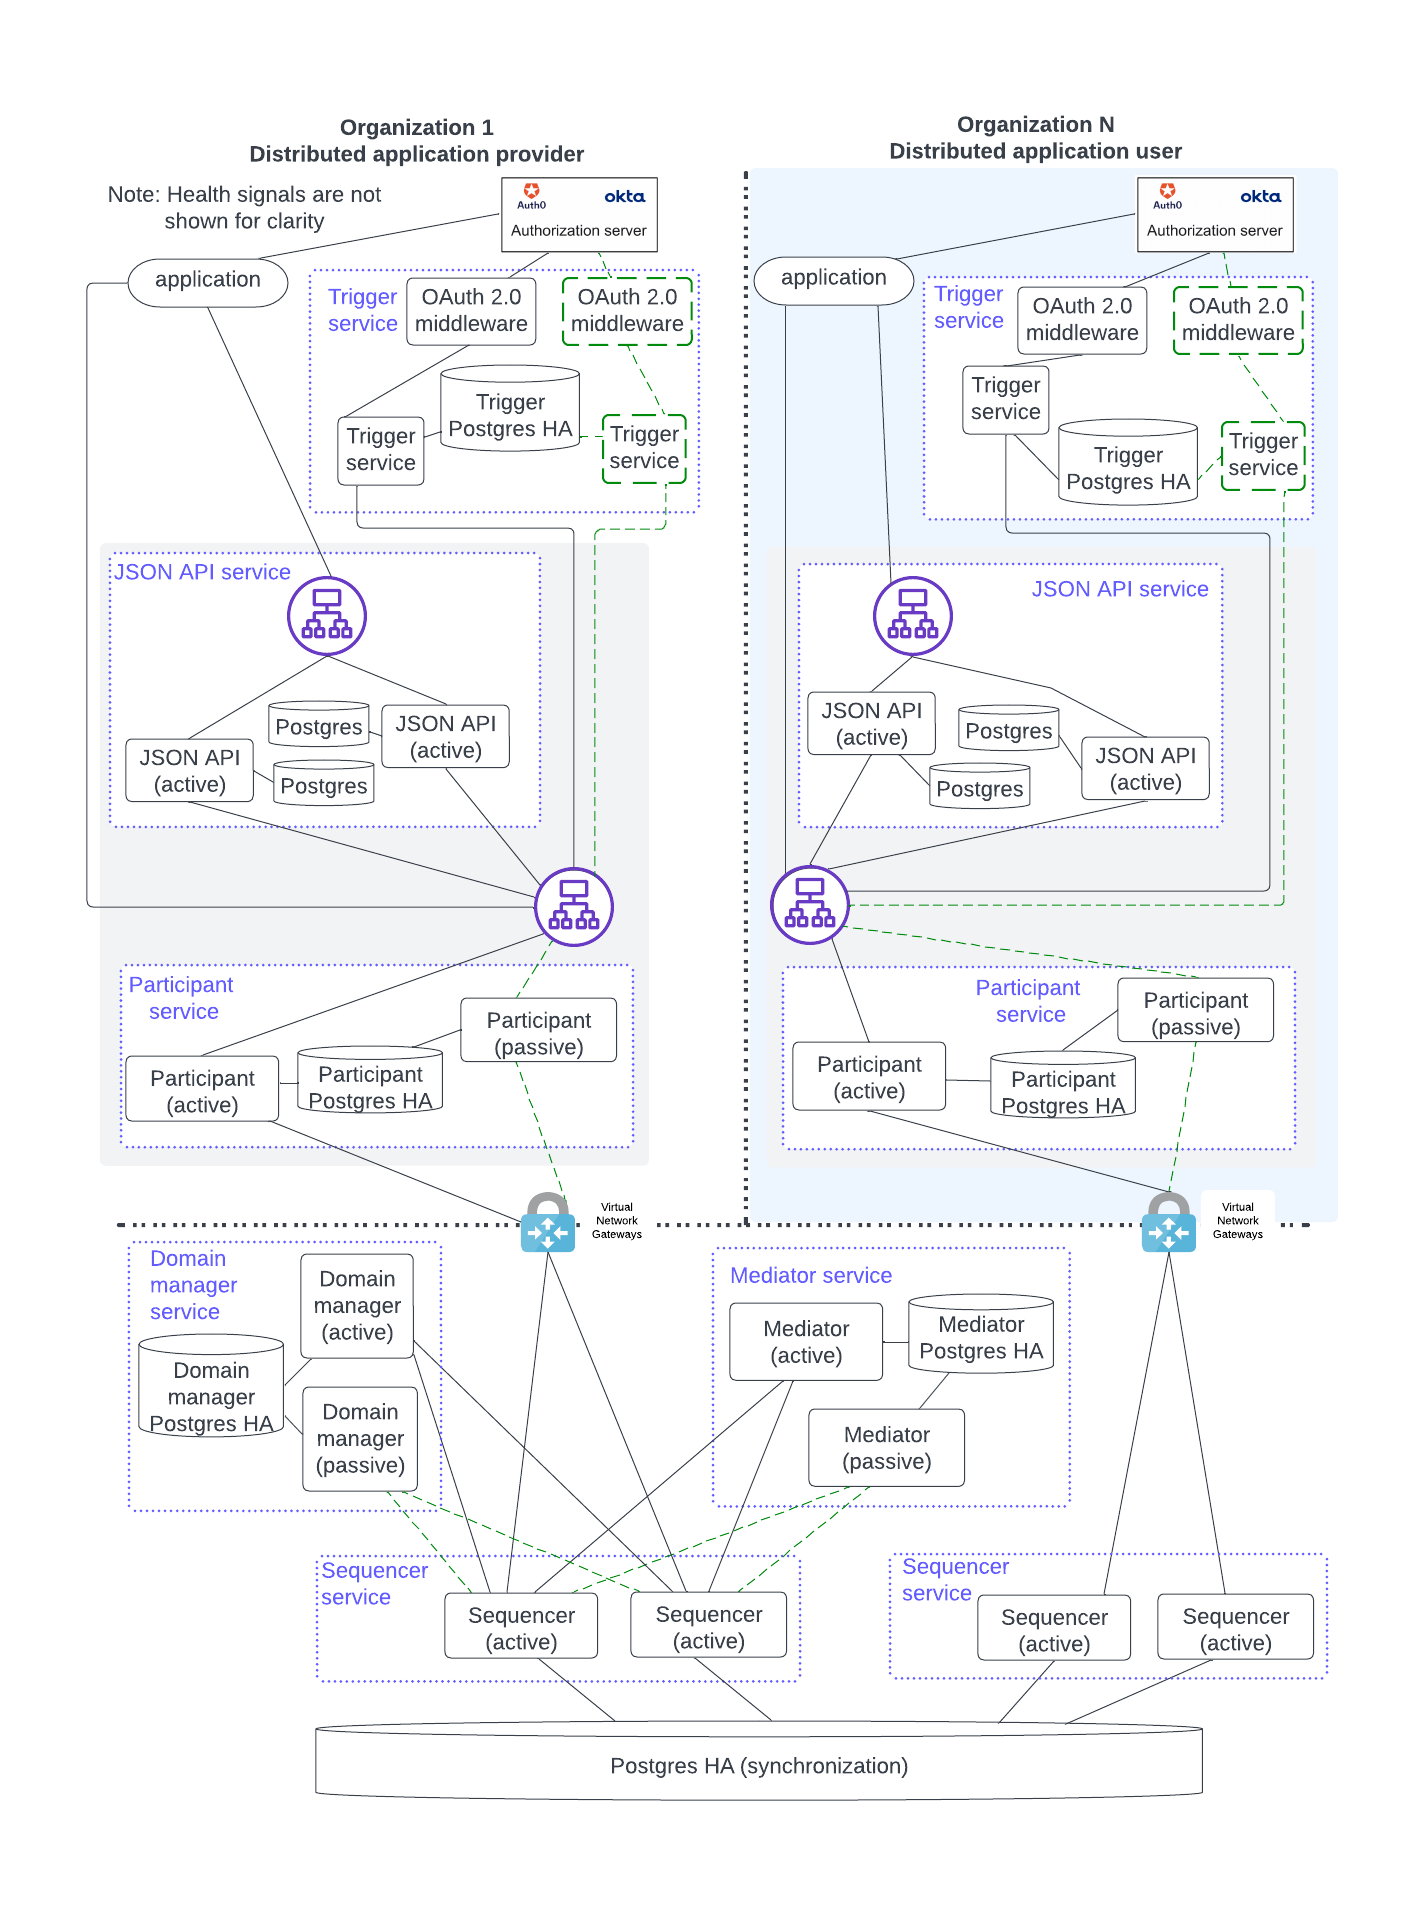 Organization 1
Distributed application provider
Organization N
Distributed application user
Note: Health signals are not
shown for clarity
Auth0
okta
Authorization server
application
Trigger
service
OAuth 2.0
middleware
OAuth 2.0
middleware
Trigger
Postgres HA
Trigger
service
Trigger
service
JSON API service
Postgres
JSON API
(active)
JSON API
(active)
Postgres
Participant
service
Participant
(passive)
Participant
(active)
Participant
Postgres HA
Virtual
Network
Gateways
Auth0
okta
Authorization server
application
Trigger
service
OAuth 2.0
middleware
OAuth 2.0
middleware
Trigger
service
Trigger
Postgres HA
Trigger
service
JSON API service
JSON API
(active)
Postgres
JSON API
(active)
Postgres
Participant
service
Participant
(passive)
Participant
(active)
Participant
Postgres HA
Virtual
Network
Gateways
Domain
manager
service
Domain
manager
(active)
Domain
manager
Postgres HA
Domain
manager
(passive)
Mediator service
Mediator
(active)
Mediator
Postgres HA
Mediator
(passive)
Sequencer
service
Sequencer
(active)
Sequencer
(active)
Sequencer
service
Sequencer
(active)
Sequencer
(active)
Postgres HA (synchronization)